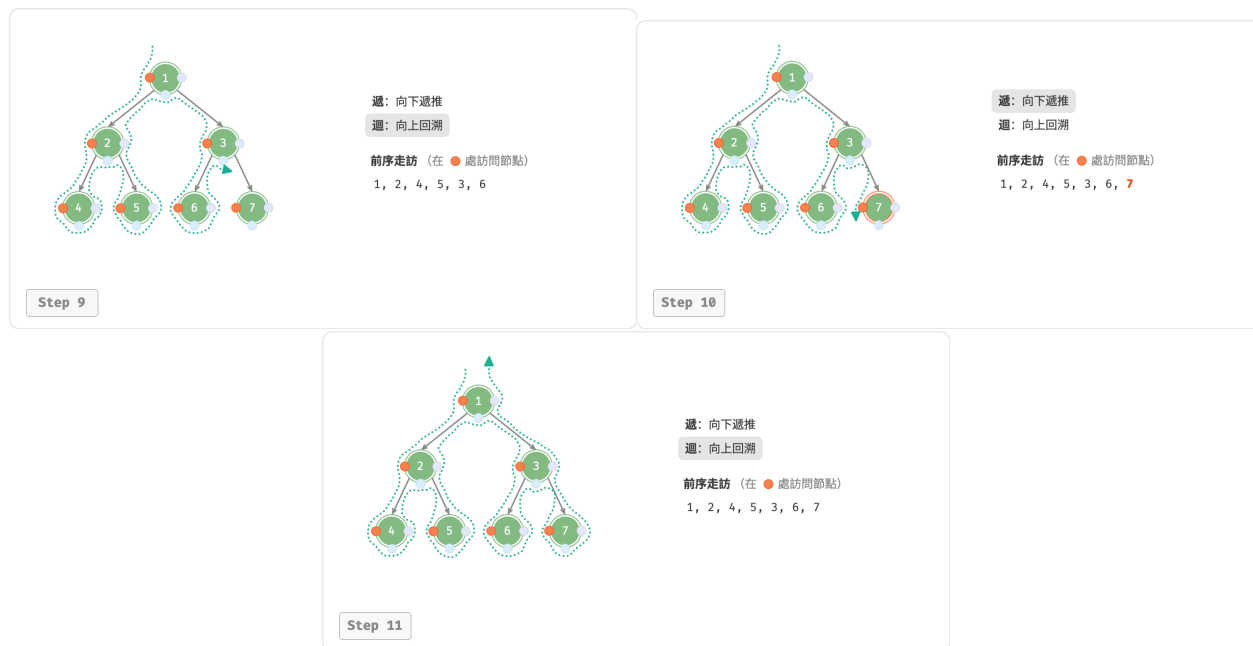 1
2
3
4
5
6
7
遞：向下遞推
迴：向上回溯
前序走訪（在 處訪問節點）
1, 2, 4, 5, 3, 6
Step 9
1
2
3
4
5
6
7
遞：向下遞推
迴：向上回溯
前序走訪（在 處訪問節點）
1, 2, 4, 5, 3, 6, 7
Step 10
1
2
3
4
5
6
7
遞：向下遞推
迴：向上回溯
前序走訪（在 處訪問節點）
1, 2, 4, 5, 3, 6, 7
Step 11